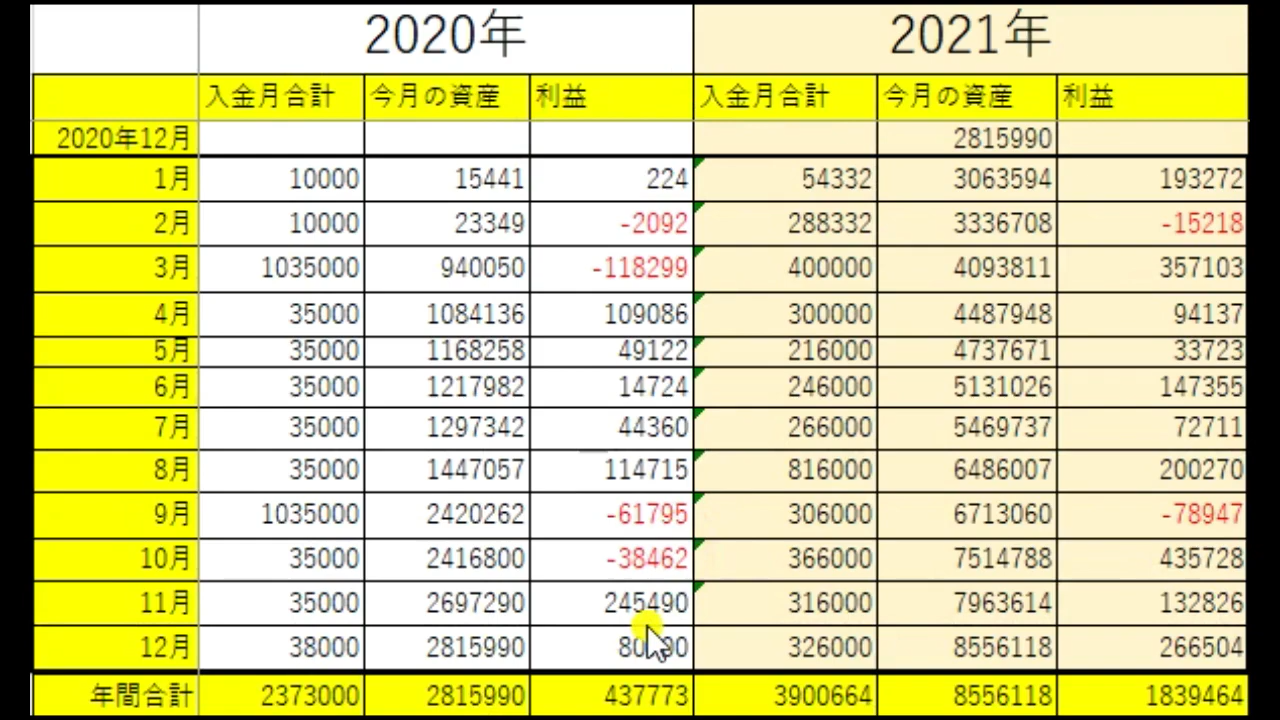 2020年 2021年
入金月合計 今月の資産 利益 入金月合計 今月の資産 利益
2020年12月 2815990
1月 10000 15441 224 54332 3063594 193272
2月 10000 23349 -2092 288332 3336708 -15218
3月 1035000 940050 -118299 400000 4093811 357103
4月 35000 1084136 109086 300000 4487948 94137
5月 35000 1168258 49122 216000 4737671 33723
6月 35000 1217982 14724 246000 5131026 147355
7月 35000 1297342 44360 266000 5469737 72711
8月 35000 1447057 114715 816000 6486007 200270
9月 1035000 2420262 -61795 306000 6713060 -78947
10月 35000 2416800 -38462 366000 7514788 435728
11月 35000 2697290 245490 316000 7963614 132826
12月 38000 2815990 326000 8556118 266504
年間合計 2373000 2815990 437773 3900664 8556118 1839464